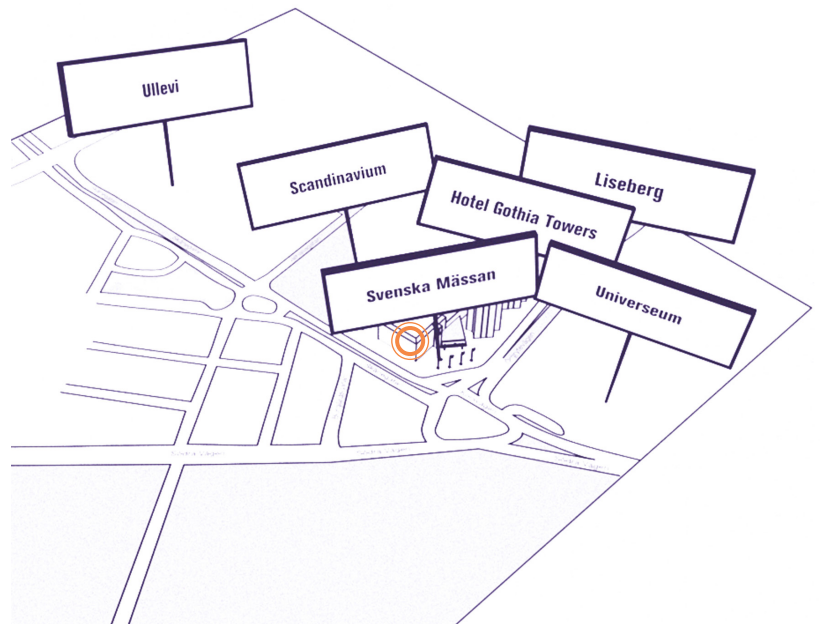 Ullevi
Scandinavium
Liseberg
Hotel Gothia Towers
Svenska Mässan
Universeum